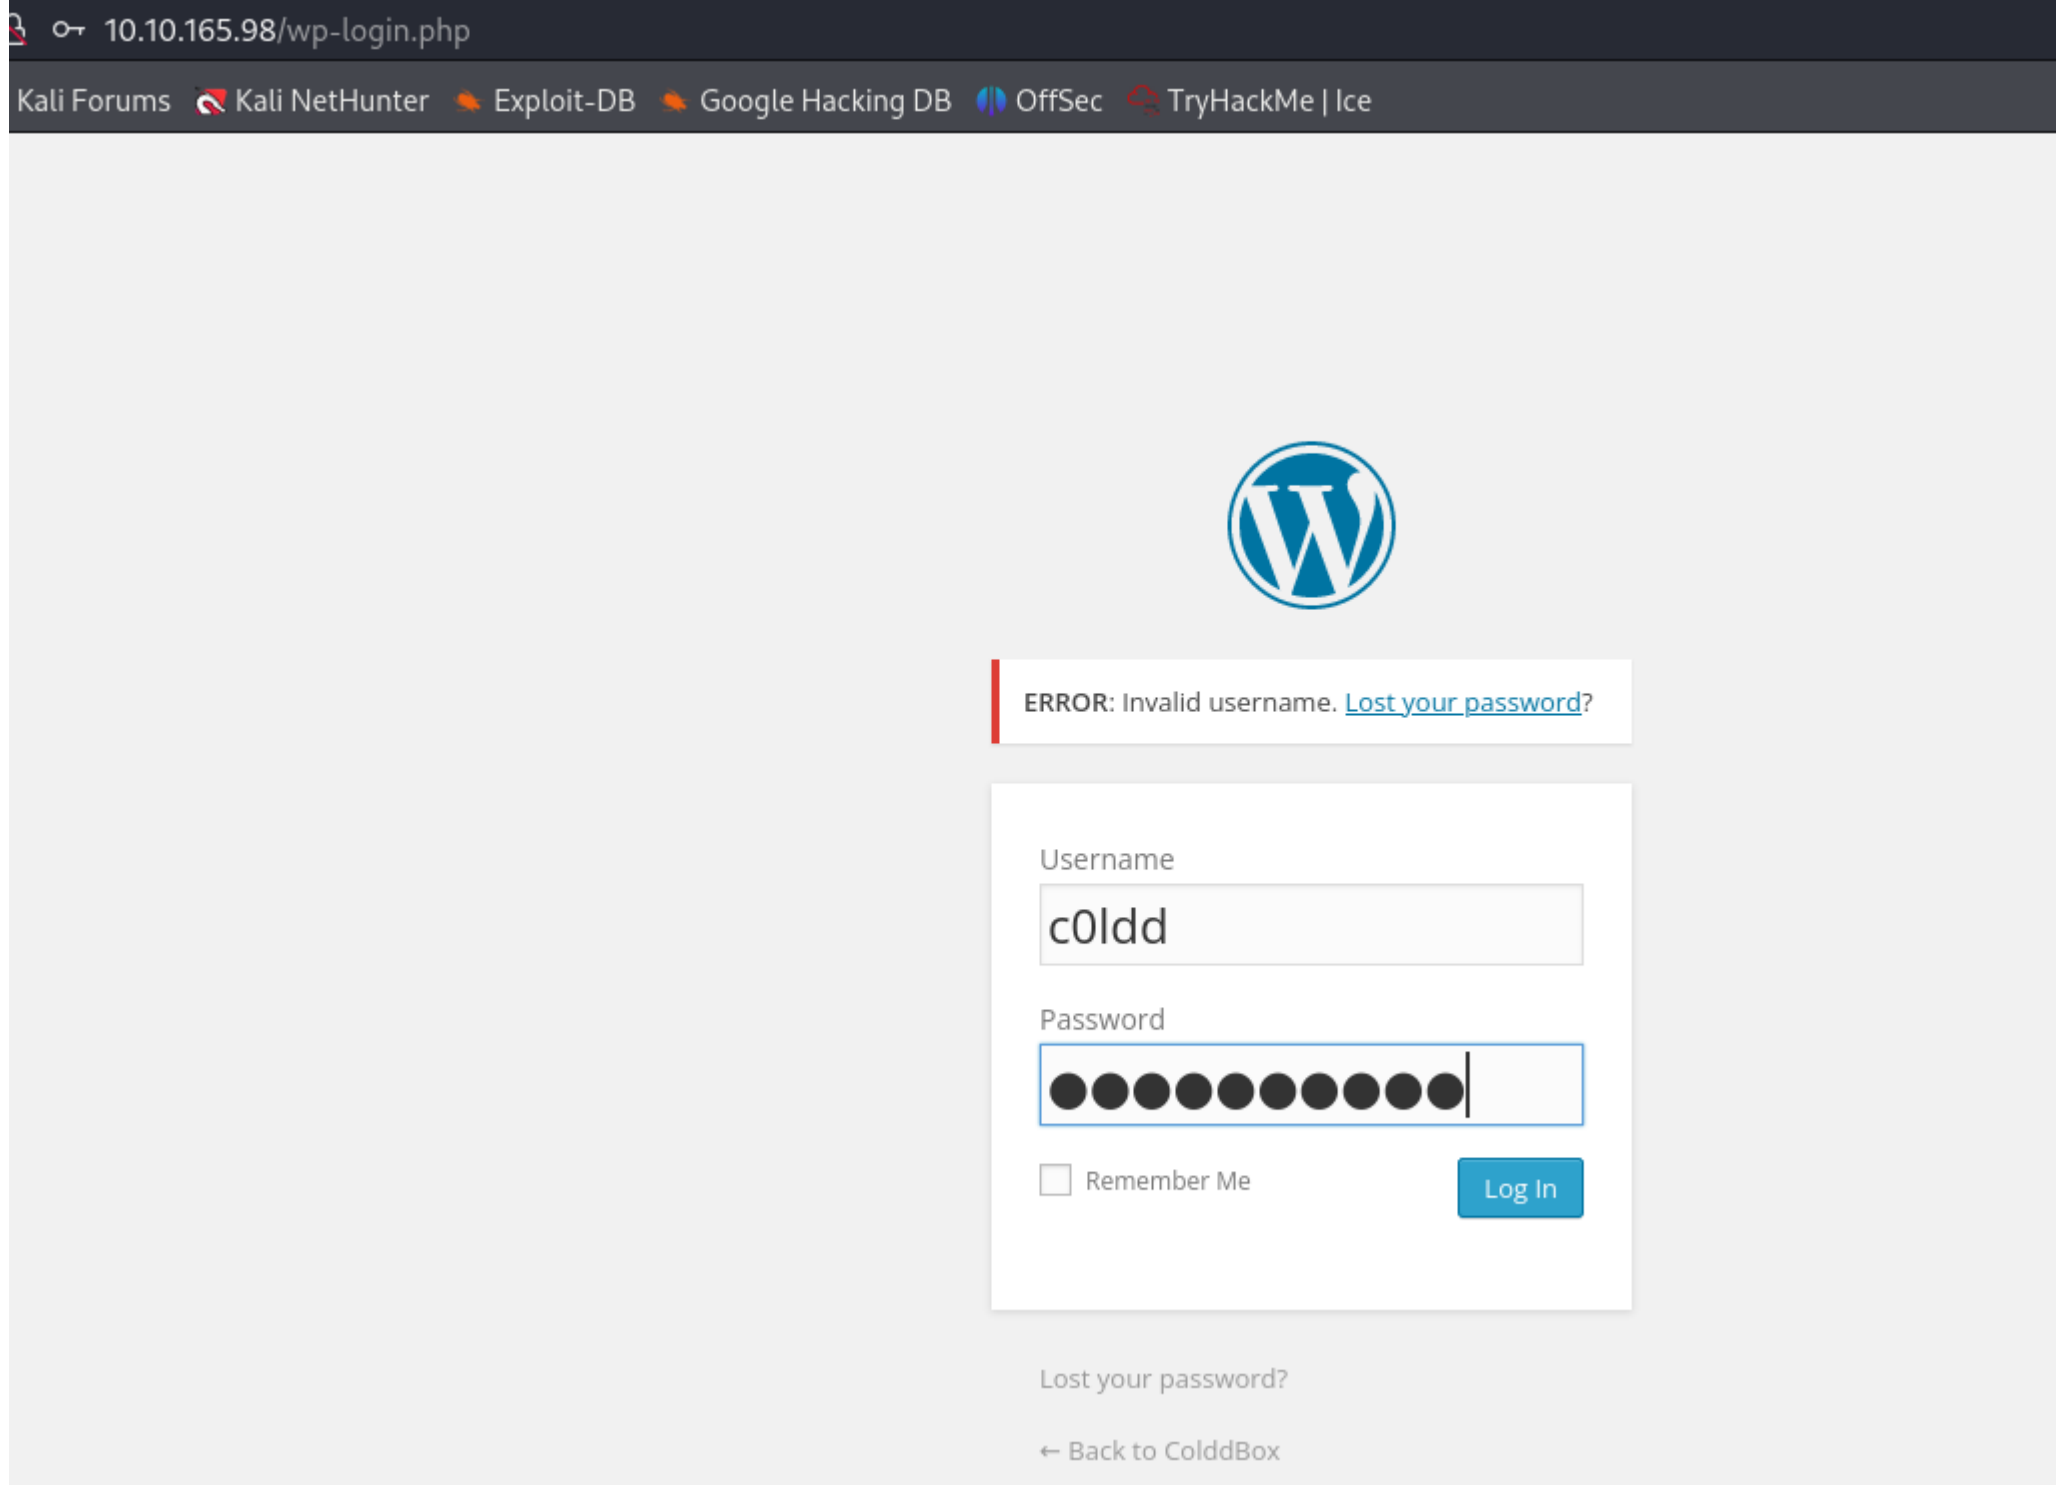 10.10.165.98/wp-login.php
Kali Forums Kali NetHunter Exploit-DB Google Hacking DB OffSec TryHackMe | Ice
ERROR: Invalid username. Lost your password?
Username
c0ldd
Password
Remember Me
Log In
Lost your password?
← Back to ColddBox